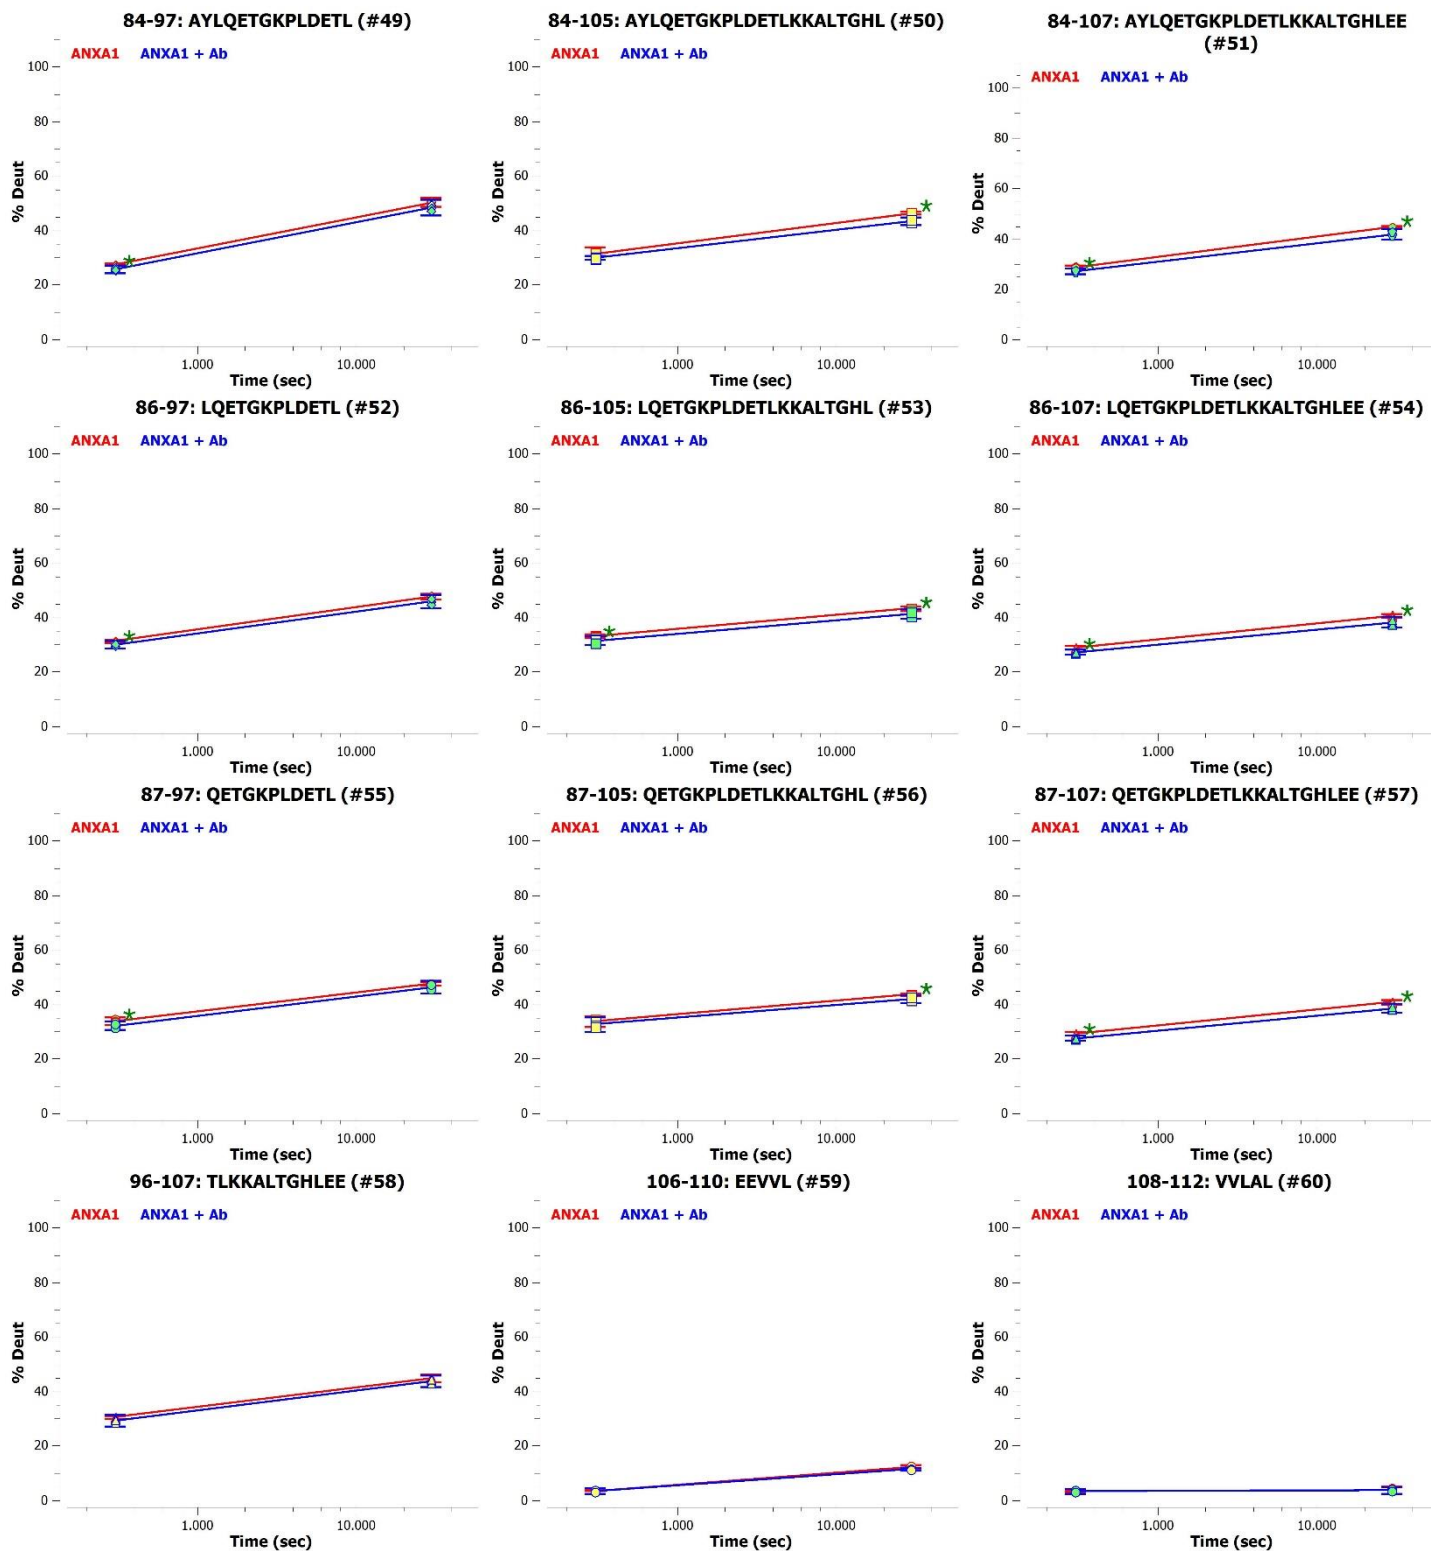 84-97: AYLQETGKPLDETL (#49)
ANXA1 ANXA1 + Ab
100
80
60
40
20
0
% Deut
1.000 10.000
Time (sec)
84-105: AYLQETGKPLDETLKKALTGHL (#50)
ANXA1 ANXA1 + Ab
100
80
60
40
20
0
% Deut
1.000 10.000
Time (sec)
84-107: AYLQETGKPLDETLKKALTGHLEE
(#51)
ANXA1 ANXA1 + Ab
100
80
60
40
20
0
% Deut
1.000 10.000
Time (sec)
86-97: LQETGKPLDETL (#52)
ANXA1 ANXA1 + Ab
100
80
60
40
20
0
% Deut
1.000 10.000
Time (sec)
86-105: LQETGKPLDETLKKALTGHL (#53)
ANXA1 ANXA1 + Ab
100
80
60
40
20
0
% Deut
1.000 10.000
Time (sec)
86-107: LQETGKPLDETLKKALTGHLEE (#54)
ANXA1 ANXA1 + Ab
100
80
60
40
20
0
% Deut
1.000 10.000
Time (sec)
87-97: QETGKPLDETL (#55)
ANXA1 ANXA1 + Ab
100
80
60
40
20
0
% Deut
1.000 10.000
Time (sec)
87-105: QETGKPLDETLKKALTGHL (#56)
ANXA1 ANXA1 + Ab
100
80
60
40
20
0
% Deut
1.000 10.000
Time (sec)
87-107: QETGKPLDETLKKALTGHLEE (#57)
ANXA1 ANXA1 + Ab
100
80
60
40
20
0
% Deut
1.000 10.000
Time (sec)
96-107: TLKKALTGHLEE (#58)
ANXA1 ANXA1 + Ab
100
80
60
40
20
0
% Deut
1.000 10.000
Time (sec)
106-110: EEVVL (#59)
ANXA1 ANXA1 + Ab
100
80
60
40
20
0
% Deut
1.000 10.000
Time (sec)
108-112: VVLAL (#60)
ANXA1 ANXA1 + Ab
100
80
60
40
20
0
% Deut
1.000 10.000
Time (sec)